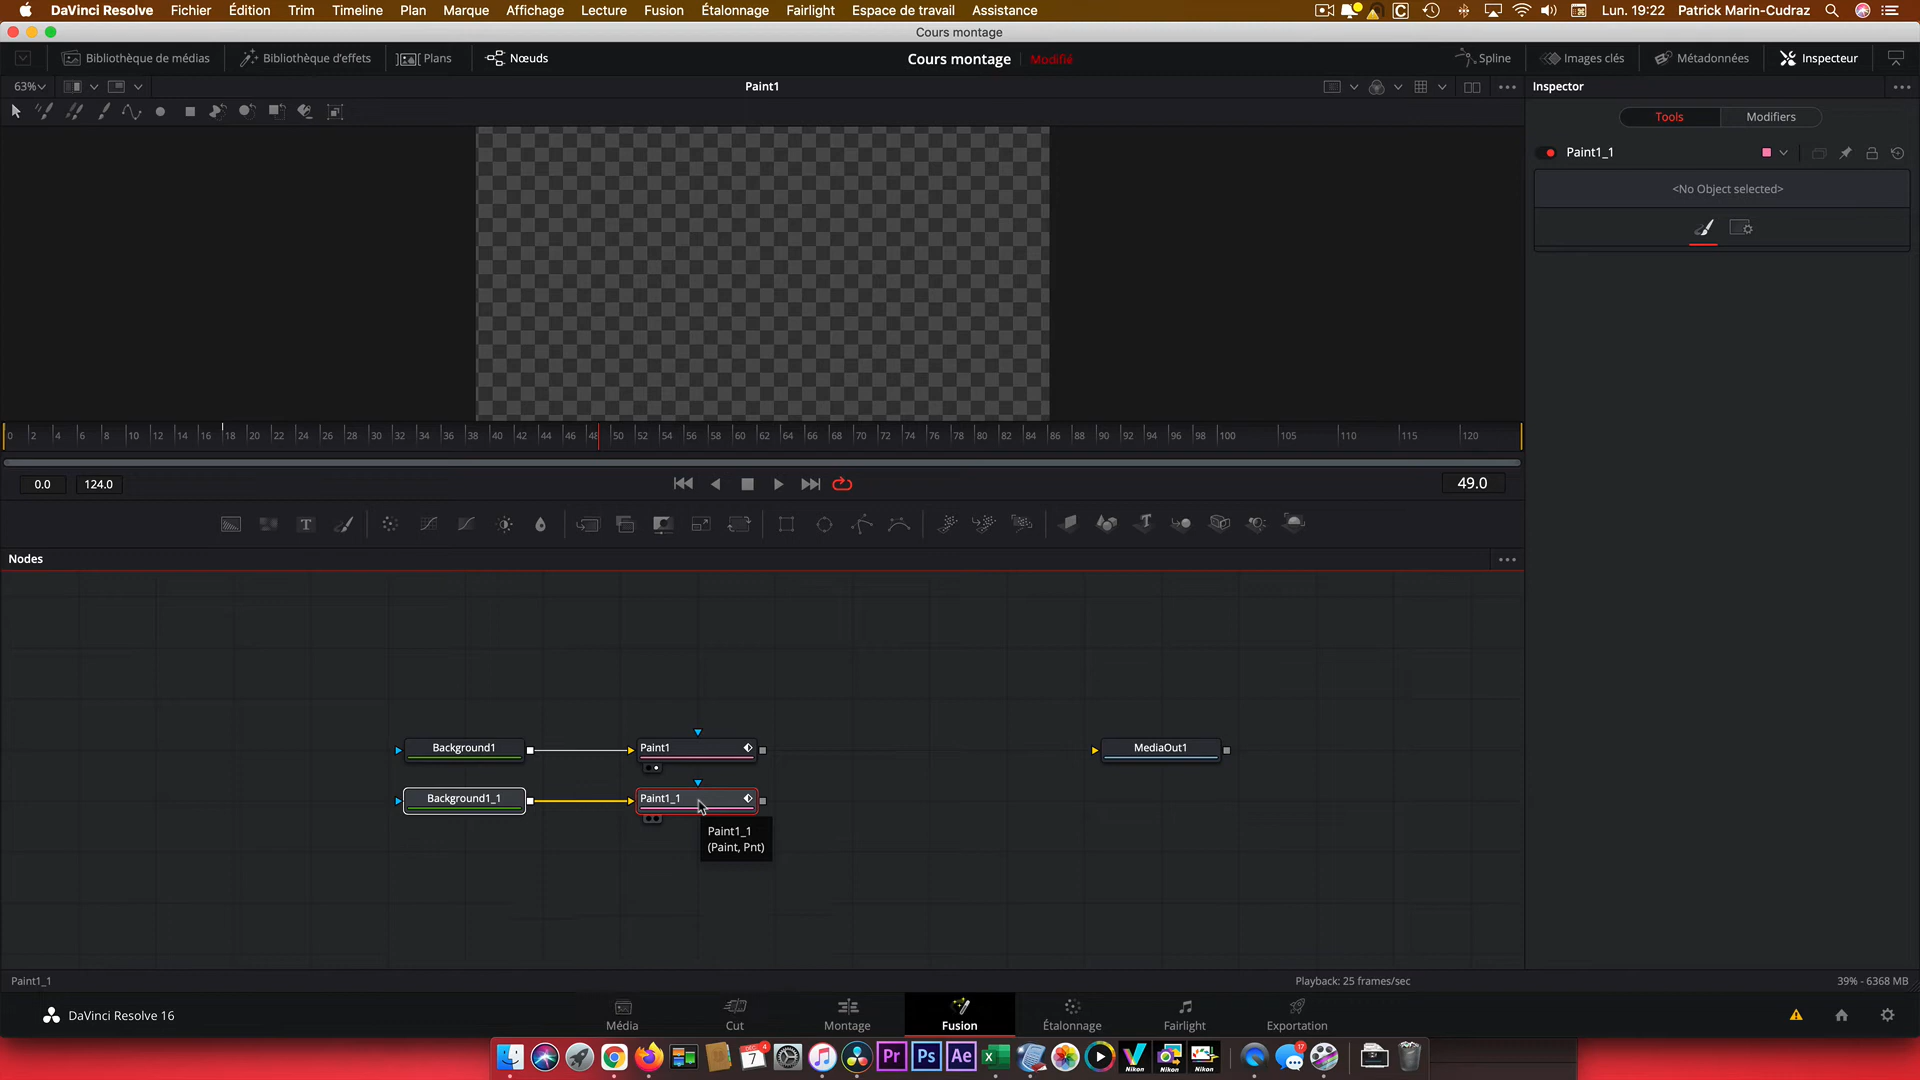 DaVinci Resolve Fichier Édition Trim Timeline Plan Marque Affichage Lecture Fusion Étalonnage Fairlight Espace de travail Assistance Lun. 19:22 Patrick Marin-Cudraz
Cours montage
Bibliothèque de médias Bibliothèque d'effets Plans Nœuds Cours montage Modifié Spline Images clés Métadonnées Inspecteur
63% Paint1 Inspector
Tools Modifiers
Paint1_1
<No Object selected>
0 2 4 6 8 10 12 14 16 18 20 22 24 26 28 30 32 34 36 38 40 42 44 46 48 50 52 54 56 58 60 62 64 66 68 70 72 74 76 78 80 82 84 86 88 90 92 94 96 98 100 105 110 115 120
0.0 124.0 49.0
T T
Nodes
Background1 Paint1 MediaOut1
Background1_1 Paint1_1
Paint1_1
(Paint, Pnt)
Paint1_1 Playback: 25 frames/sec 39% - 6368 MB
DaVinci Resolve 16
Média Cut Montage Fusion Étalonnage Fairlight Exportation
DEC 4 7 Pr Ps Ae X V Nikon Nikon Nikon 17